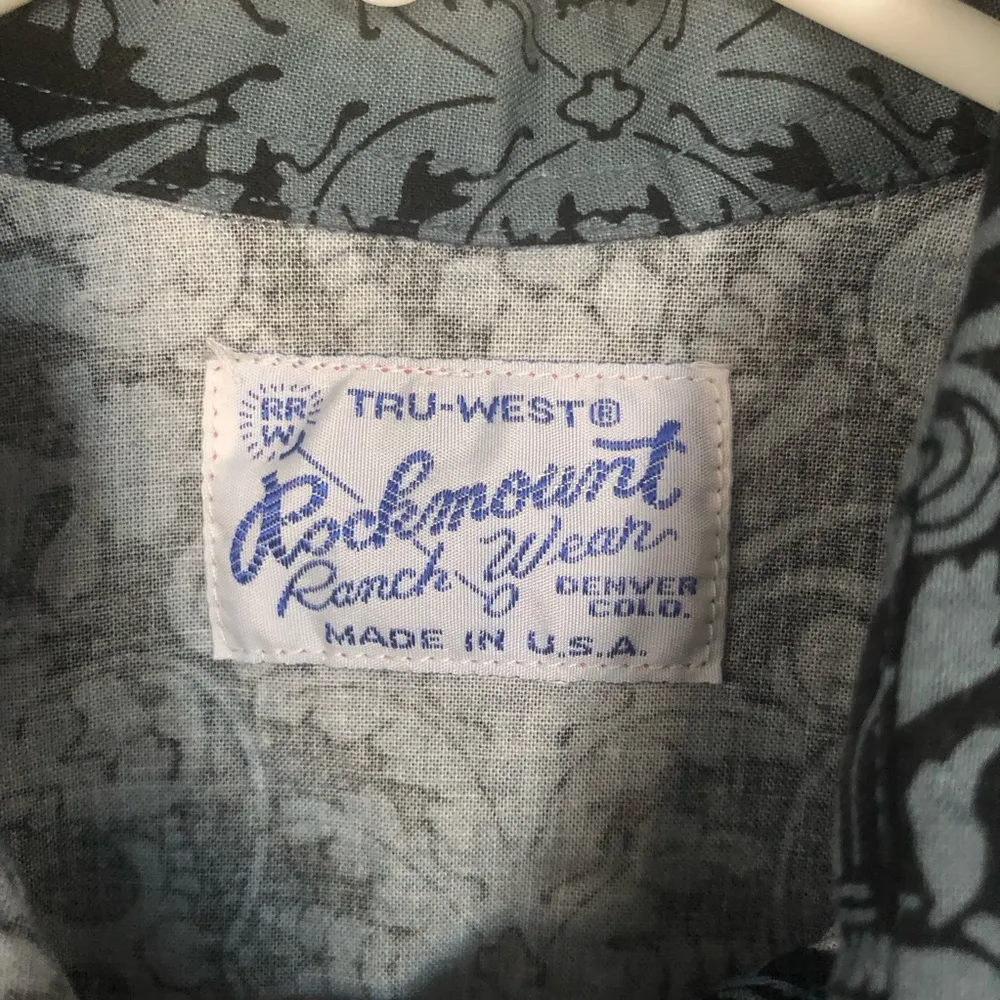 RR
W
TRU-WEST®
Rockmount
Ranch Wear
DENVER
COLO.
MADE IN U.S.A.